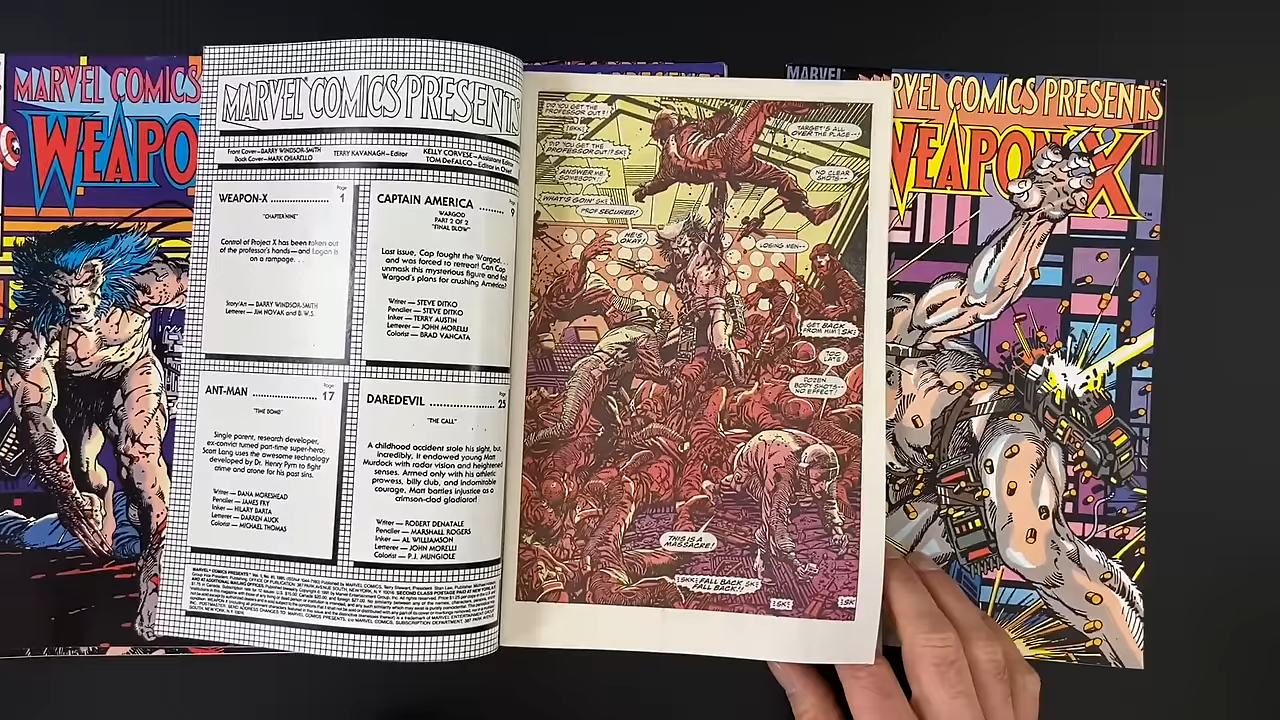 MARVEL COMICS
WEAPO
MARVEL COMICS PRESENTS
Front Cover—BARRY WINDSOR-SMITH
Back Cover—MARK CHIARELLO
TERRY KAVANAGH—Editor
KELLY CORVESE—Assistant Editor
TOM DeFALCO—Editor in Chief
WEAPON-X
Page
1
"CHAPTER NINE"
Control of Project X has been taken out
of the professor's hands—and Logan is
on a rampage. . .
Story/Art — BARRY WINDSOR-SMITH
Letterer — JIM NOVAK and B.W.S.
CAPTAIN AMERICA
Page
9
WARGOD
PART 2 OF 2
"FINAL BLOW"
Last issue, Cap fought the Wargod. . .
and was forced to retreat! Can Cap
unmask this mysterious figure and foil
Wargod's plans for crushing America?
Writer — STEVE DITKO
Penciler — STEVE DITKO
Inker — TERRY AUSTIN
Letterer — JOHN MORELLI
Colorist — BRAD VANCATA
ANT-MAN
Page
17
"TIME BOMB"
Single parent, research developer,
ex-convict turned part-time super-hero;
Scott Lang uses the awesome technology
developed by Dr. Henry Pym to fight
crime and atone for his past sins.
Writer — DANA MORESHEAD
Penciler — JAMES FRY
Inker — HILARY BARTA
Letterer — DARREN AUCK
Colorist — MICHAEL THOMAS
DAREDEVIL
Page
25
"THE CALL"
A childhood accident stole his sight, but,
incredibly, it endowed young Matt
Murdock with radar vision and heightened
senses. Armed only with his athletic
prowess, billy club, and indomitable
courage, Matt battles injustice as a
crimson-clad gladiator!
Writer — ROBERT DENATALE
Penciler — MARSHALL ROGERS
Inker — AL WILLIAMSON
Letterer — JOHN MORELLI
Colorist — P.J. MUNGIOLE
DID YOU GET THE
PROFESSOR OUT?!
[SKK]
DID YOU GET THE
PROFESSOR OUT!? [SK]
ANSWER ME,
SOMEBODY!!
WHAT'S GOIN' [SK]
PROF SECURED!
TARGET'S ALL
OVER THE PLACE--!
NO CLEAR
SHOTS--
HE'S
OKAY!
LOSING MEN--
GET BACK
FROM HIM! [SK]
TOO
LATE!
DOZEN
BODY SHOTS--
NO EFFECT!
THIS IS A
MASSACRE!
[SKK] FALL BACK, [SK]
FALL BACK!!
[SK]
[SK
MARVEL
RVEL COMICS PRESENTS
WEAPON X
TM